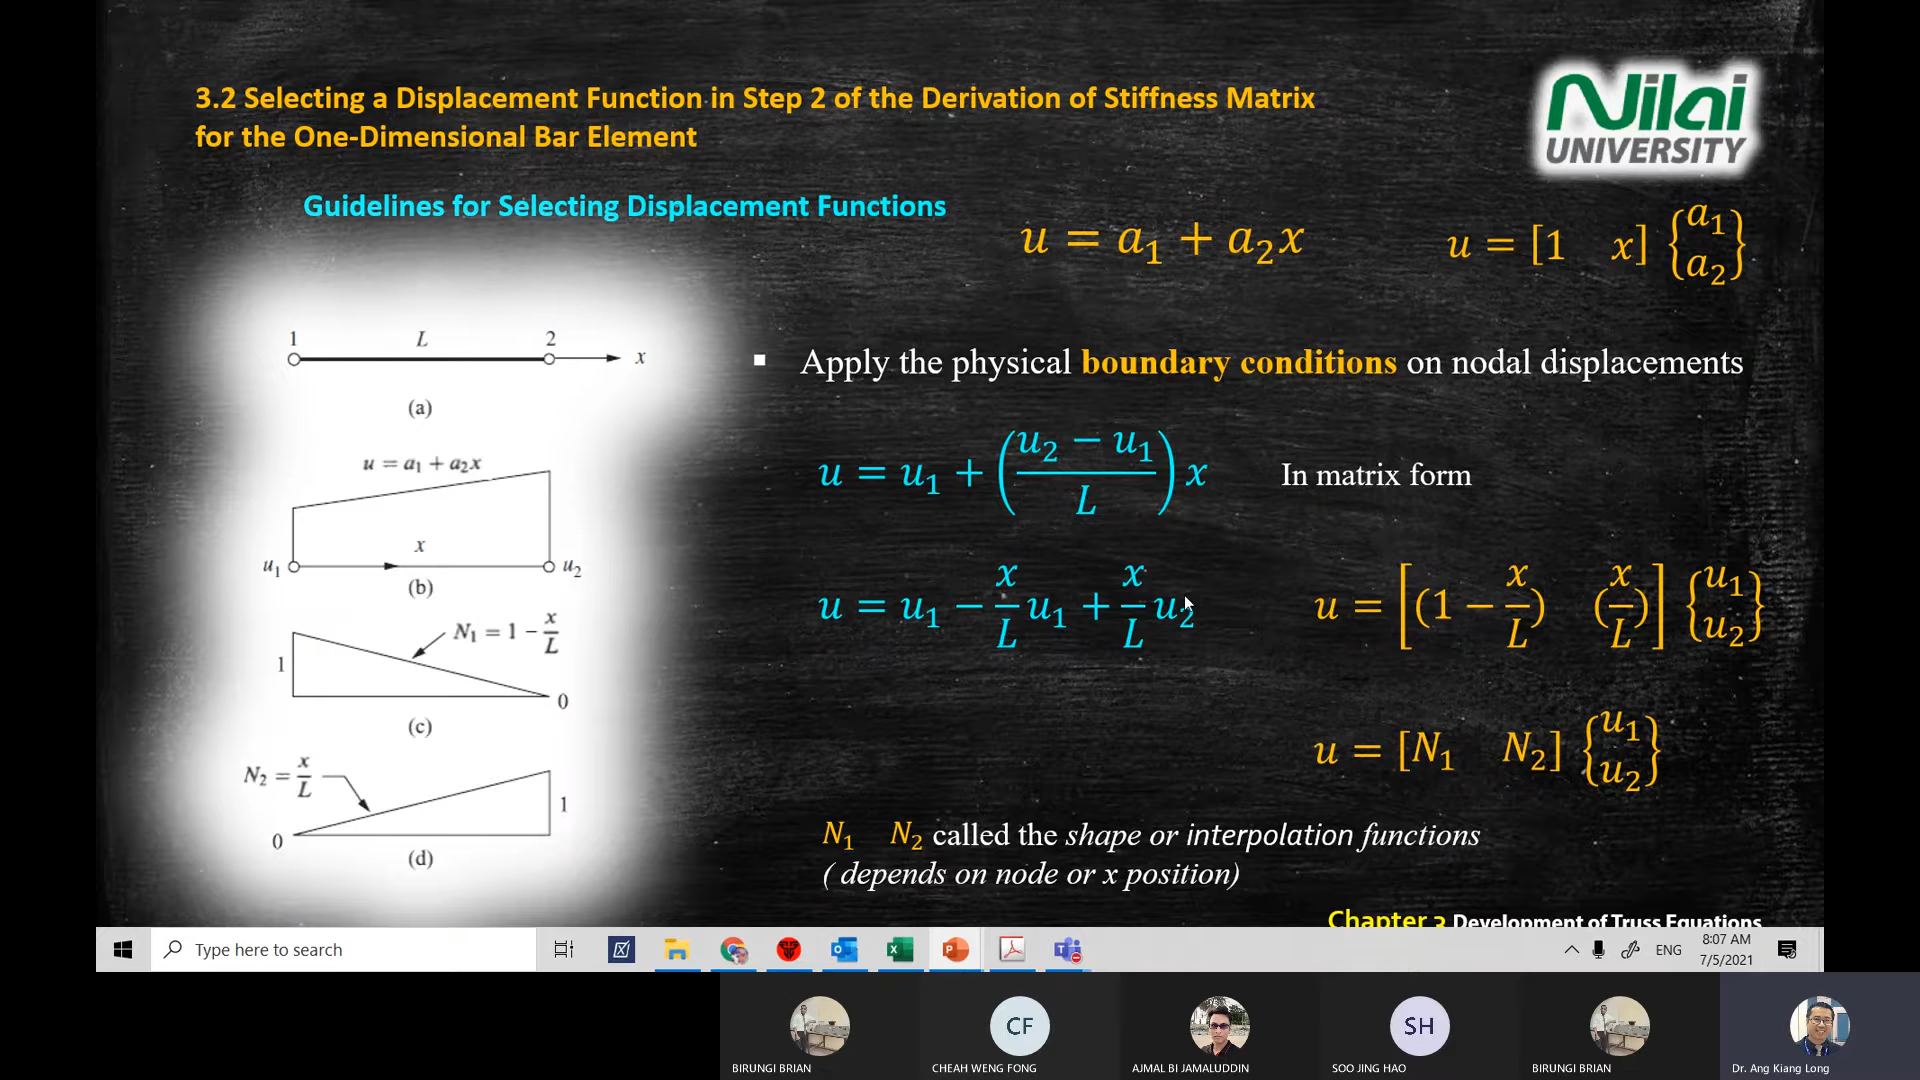 3.2 Selecting a Displacement Function in Step 2 of the Derivation of Stiffness Matrix
for the One-Dimensional Bar Element
Nilai
UNIVERSITY
Guidelines for Selecting Displacement Functions
u = a₁ + a₂x
u = [1 x] {a₁ a₂}
1 L 2 x
(a)
u = a₁ + a₂x
x
u₁ u₂
(b)
N₁ = 1 − x/L
1
0
(c)
N₂ = x/L
1
0
(d)
▪ Apply the physical boundary conditions on nodal displacements
u = u₁ + ((u₂ − u₁)/L) x
In matrix form
u = u₁ − x/L u₁ + x/L u₂
u = [(1 − x/L) (x/L)] {u₁ u₂}
u = [N₁ N₂] {u₁ u₂}
N₁ N₂ called the shape or interpolation functions
( depends on node or x position)
Chapter 3 Development of Truss Equations
Type here to search
ENG
8:07 AM
7/5/2021
CF
SH
BIRUNGI BRIAN
CHEAH WENG FONG
AJMAL BI JAMALUDDIN
SOO JING HAO
BIRUNGI BRIAN
Dr. Ang Kiang Long